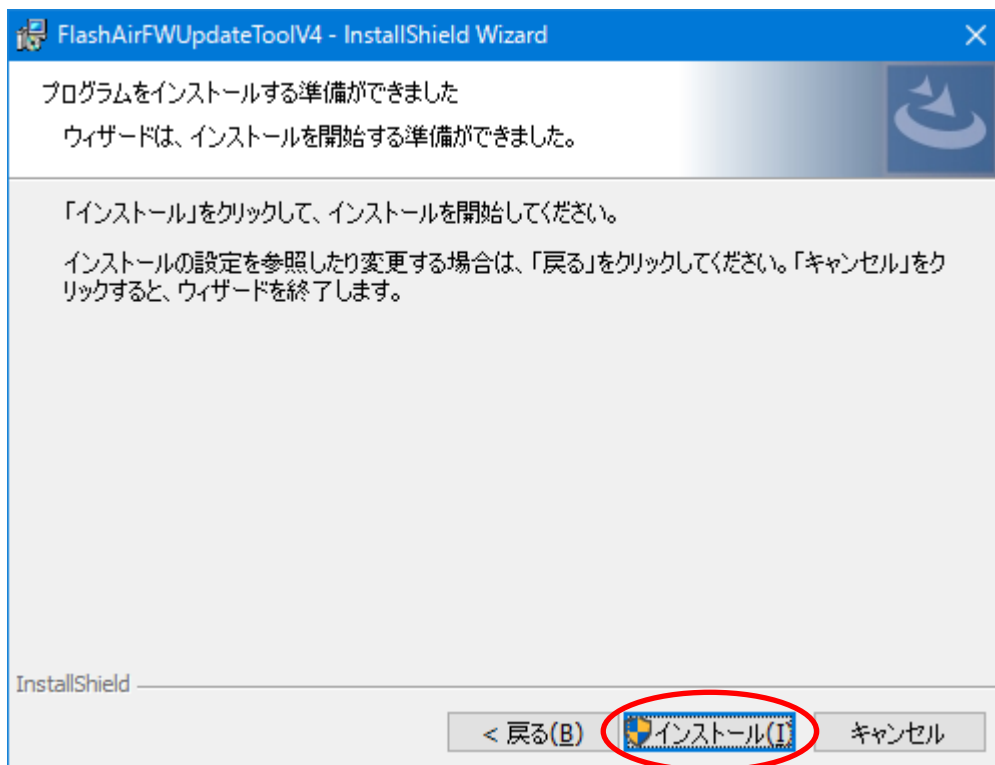 FlashAirFWUpdateToolV4 - InstallShield Wizard
プログラムをインストールする準備ができました
ウィザードは、インストールを開始する準備ができました。
「インストール」をクリックして、インストールを開始してください。
インストールの設定を参照したり変更する場合は、「戻る」をクリックしてください。「キャンセル」をク
リックすると、ウィザードを終了します。
InstallShield
< 戻る(B)
インストール(I)
キャンセル